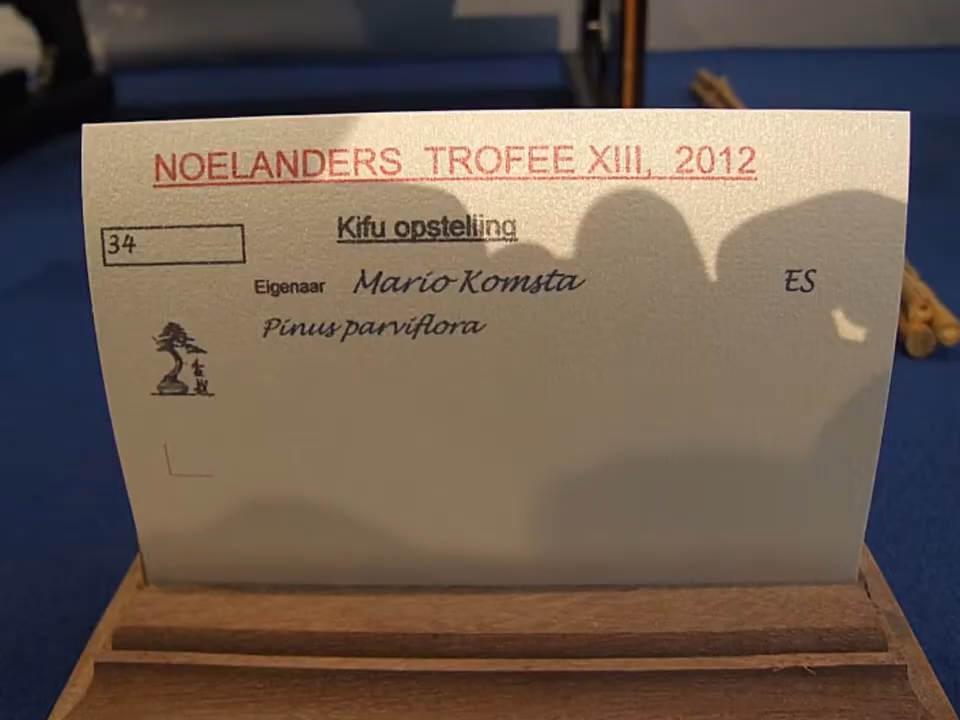 NOELANDERS TROFEE XIII, 2012
Kifu opstelling
34
Eigenaar Mario Komsta ES
Pinus parviflora